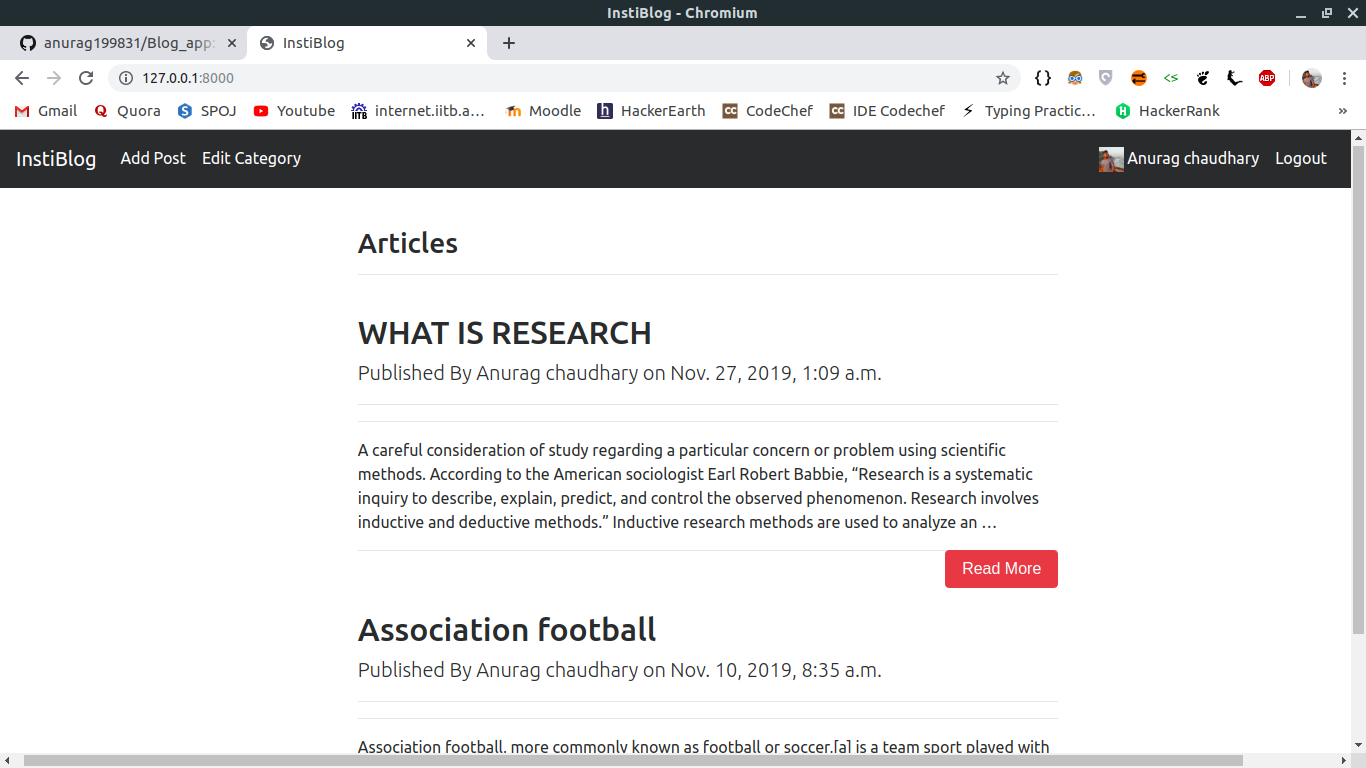 InstiBlog - Chromium
anurag199831/Blog_app:
InstiBlog
127.0.0.1:8000
{} <s ABP
Gmail Quora SPOJ Youtube internet.iitb.a… Moodle HackerEarth CodeChef IDE Codechef Typing Practic… HackerRank »
InstiBlog Add Post Edit Category Anurag chaudhary Logout
Articles
WHAT IS RESEARCH
Published By Anurag chaudhary on Nov. 27, 2019, 1:09 a.m.
A careful consideration of study regarding a particular concern or problem using scientific
methods. According to the American sociologist Earl Robert Babbie, “Research is a systematic
inquiry to describe, explain, predict, and control the observed phenomenon. Research involves
inductive and deductive methods.” Inductive research methods are used to analyze an …
Read More
Association football
Published By Anurag chaudhary on Nov. 10, 2019, 8:35 a.m.
Association football, more commonly known as football or soccer,[a] is a team sport played with